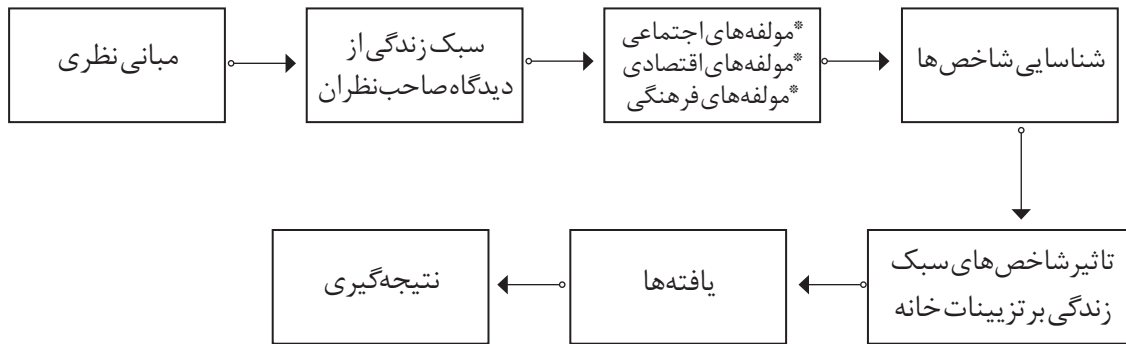 مبانی نظری
سبک زندگی از
دیدگاه صاحب‌نظران
*مولفه‌های اجتماعی
*مولفه‌های اقتصادی
*مولفه‌های فرهنگی
شناسایی شاخص‌ها
تاثیر شاخص‌های سبک
زندگی بر تزیینات خانه
یافته‌ها
نتیجه‌گیری